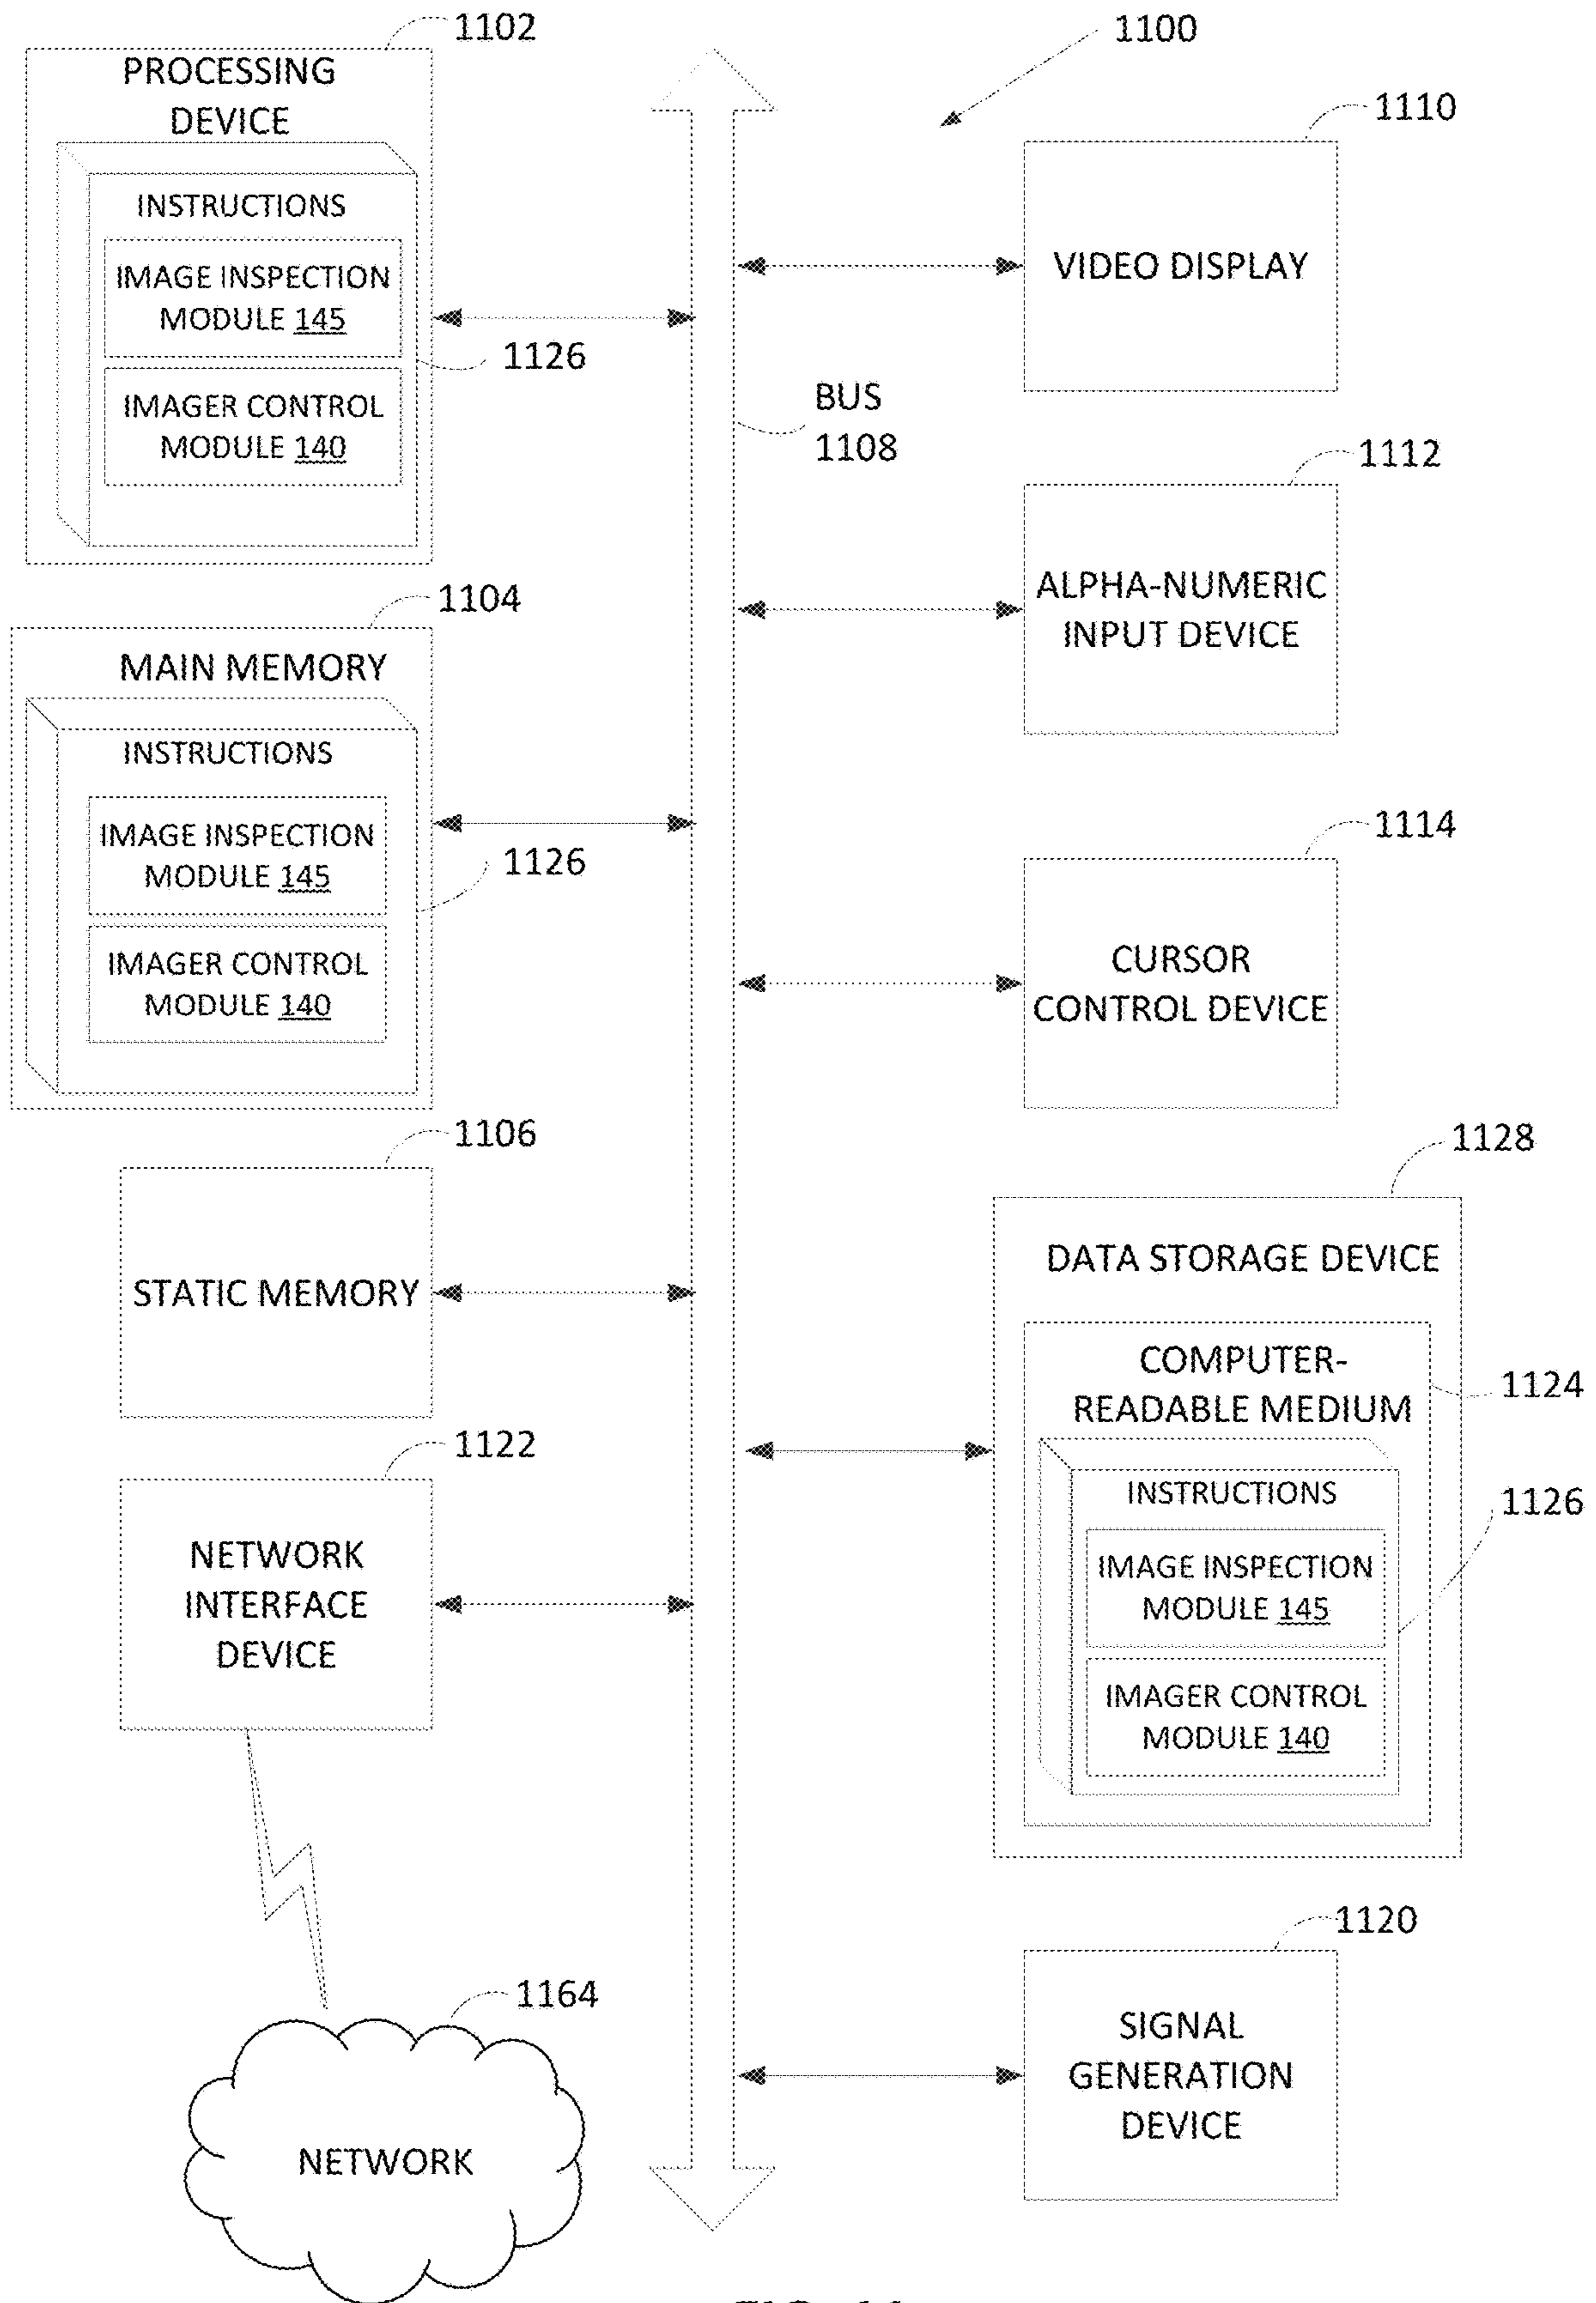 1102
PROCESSING
DEVICE
INSTRUCTIONS
IMAGE INSPECTION
MODULE 145
IMAGER CONTROL
MODULE 140
1126
1104
MAIN MEMORY
INSTRUCTIONS
IMAGE INSPECTION
MODULE 145
IMAGER CONTROL
MODULE 140
1126
1106
STATIC MEMORY
1122
NETWORK
INTERFACE
DEVICE
1164
NETWORK
BUS
1108
1100
1110
VIDEO DISPLAY
1112
ALPHA-NUMERIC
INPUT DEVICE
1114
CURSOR
CONTROL DEVICE
1128
DATA STORAGE DEVICE
COMPUTER-
READABLE MEDIUM
1124
INSTRUCTIONS
1126
IMAGE INSPECTION
MODULE 145
IMAGER CONTROL
MODULE 140
1120
SIGNAL
GENERATION
DEVICE